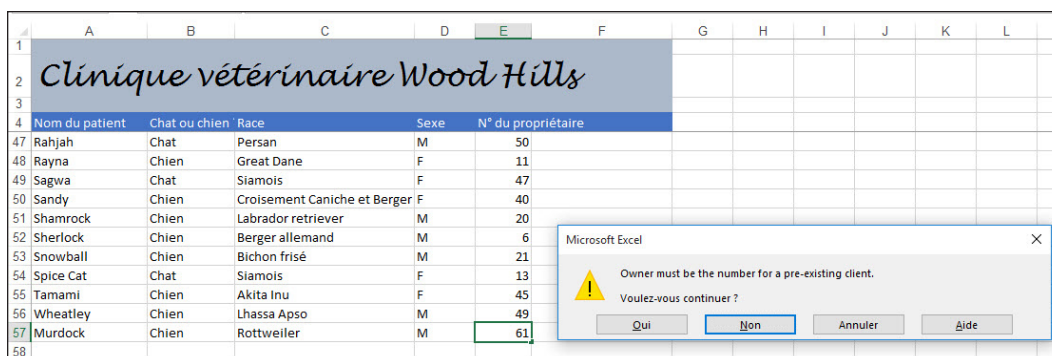 A B C D E F G H I J K L
1
2 Clinique vétérinaire Wood Hills
3
4 Nom du patient Chat ou chien Race Sexe N° du propriétaire
47 Rahjah Chat Persan M 50
48 Rayna Chien Great Dane F 11
49 Sagwa Chat Siamois F 47
50 Sandy Chien Croisement Caniche et Berger F 40
51 Shamrock Chien Labrador retriever M 20
52 Sherlock Chien Berger allemand M 6
53 Snowball Chien Bichon frisé M 21
54 Spice Cat Chat Siamois F 13
55 Tamami Chien Akita Inu F 45
56 Wheatley Chien Lhassa Apso M 49
57 Murdock Chien Rottweiler M 61
58
Microsoft Excel
Owner must be the number for a pre-existing client.
Voulez-vous continuer ?
Oui Non Annuler Aide